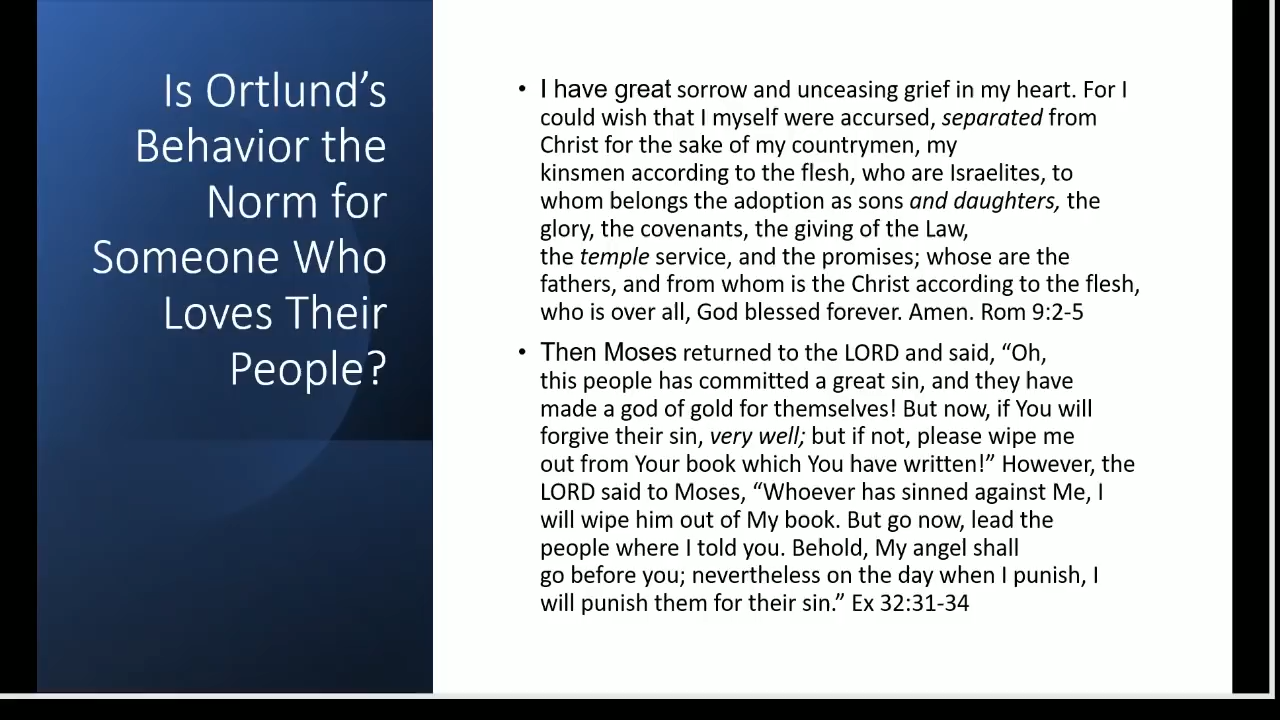 Is Ortlund’s
Behavior the
Norm for
Someone Who
Loves Their
People?
• I have great sorrow and unceasing grief in my heart. For I
could wish that I myself were accursed, separated from
Christ for the sake of my countrymen, my
kinsmen according to the flesh, who are Israelites, to
whom belongs the adoption as sons and daughters, the
glory, the covenants, the giving of the Law,
the temple service, and the promises; whose are the
fathers, and from whom is the Christ according to the flesh,
who is over all, God blessed forever. Amen. Rom 9:2-5
• Then Moses returned to the LORD and said, “Oh,
this people has committed a great sin, and they have
made a god of gold for themselves! But now, if You will
forgive their sin, very well; but if not, please wipe me
out from Your book which You have written!” However, the
LORD said to Moses, “Whoever has sinned against Me, I
will wipe him out of My book. But go now, lead the
people where I told you. Behold, My angel shall
go before you; nevertheless on the day when I punish, I
will punish them for their sin.” Ex 32:31-34